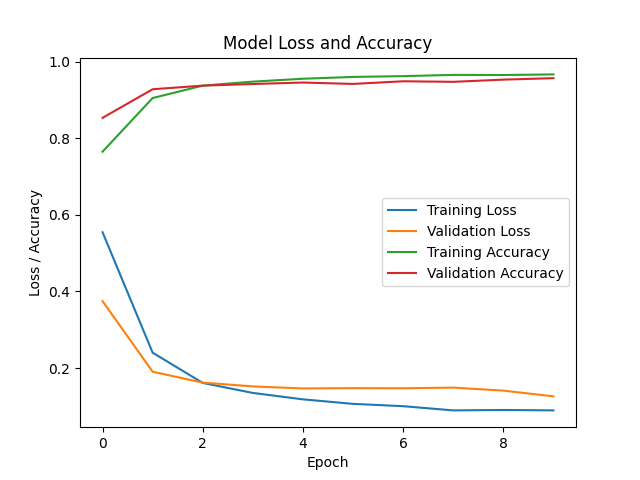 Model Loss and Accuracy
1.0
0.8
0.6
0.4
0.2
Loss / Accuracy
Training Loss
Validation Loss
Training Accuracy
Validation Accuracy
0 2 4 6 8
Epoch